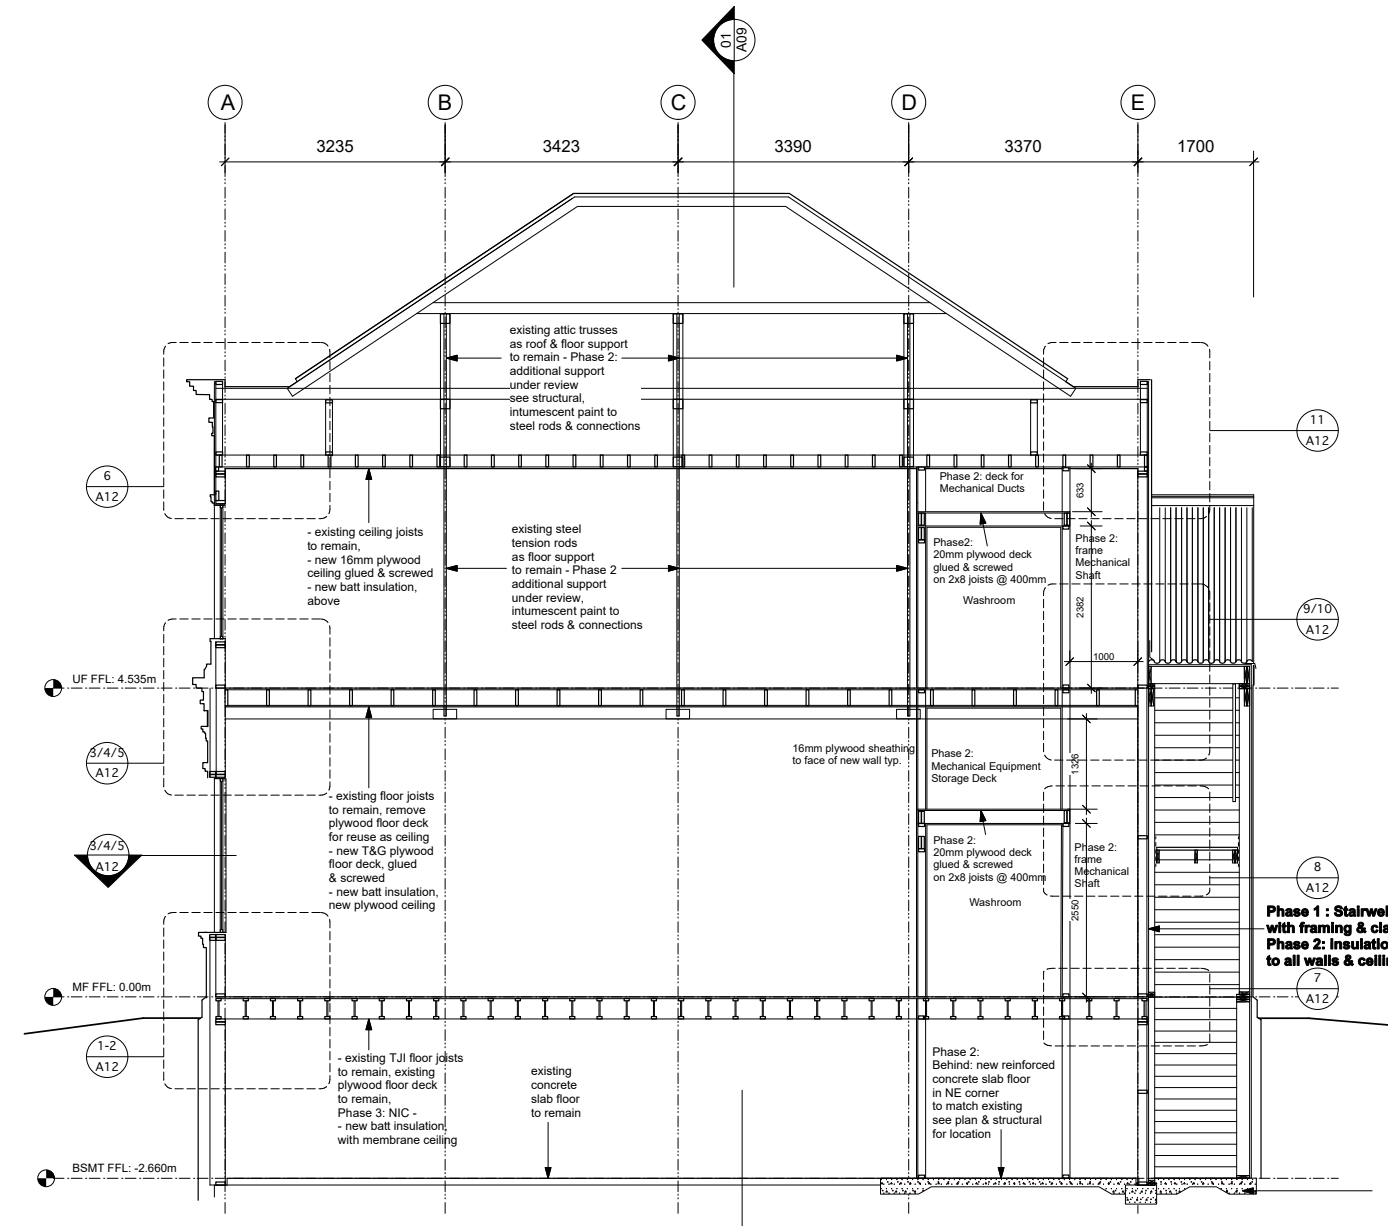 01
A09
A
B
C
D
E
3235
3423
3390
3370
1700
existing attic trusses
as roof & floor support
to remain - Phase 2:
additional support
under review
see structural,
intumescent paint to
steel rods & connections
6
A12
11
A12
Phase 2: deck for
Mechanical Ducts
633
- existing ceiling joists
to remain,
- new 16mm plywood
ceiling glued & screwed
- new batt insulation,
above
existing steel
tension rods
as floor support
to remain - Phase 2
additional support
under review,
intumescent paint to
steel rods & connections
Phase2:
20mm plywood deck
glued & screwed
on 2x8 joists @ 400mm
Washroom
Phase 2:
frame
Mechanical
Shaft
2382
9/10
A12
1000
UF FFL: 4.535m
3/4/5
A12
16mm plywood sheathing
to face of new wall typ.
Phase 2:
Mechanical Equipment
Storage Deck
1326
- existing floor joists
to remain, remove
plywood floor deck
for reuse as ceiling
- new T&G plywood
floor deck, glued
& screwed
- new batt insulation,
new plywood ceiling
3/4/5
A12
Phase 2:
20mm plywood deck
glued & screwed
on 2x8 joists @ 400mm
Washroom
Phase 2:
frame
Mechanical
Shaft
2550
8
A12
Phase 1 : Stairwel
with framing & cla
Phase 2: Insulatio
to all walls & ceilin
7
A12
MF FFL: 0.00m
1-2
A12
- existing TJI floor joists
to remain, existing
plywood floor deck
to remain,
Phase 3: NIC -
- new batt insulation,
with membrane ceiling
existing
concrete
slab floor
to remain
Phase 2:
Behind: new reinforced
concrete slab floor
in NE corner
to match existing
see plan & structural
for location
BSMT FFL: -2.660m